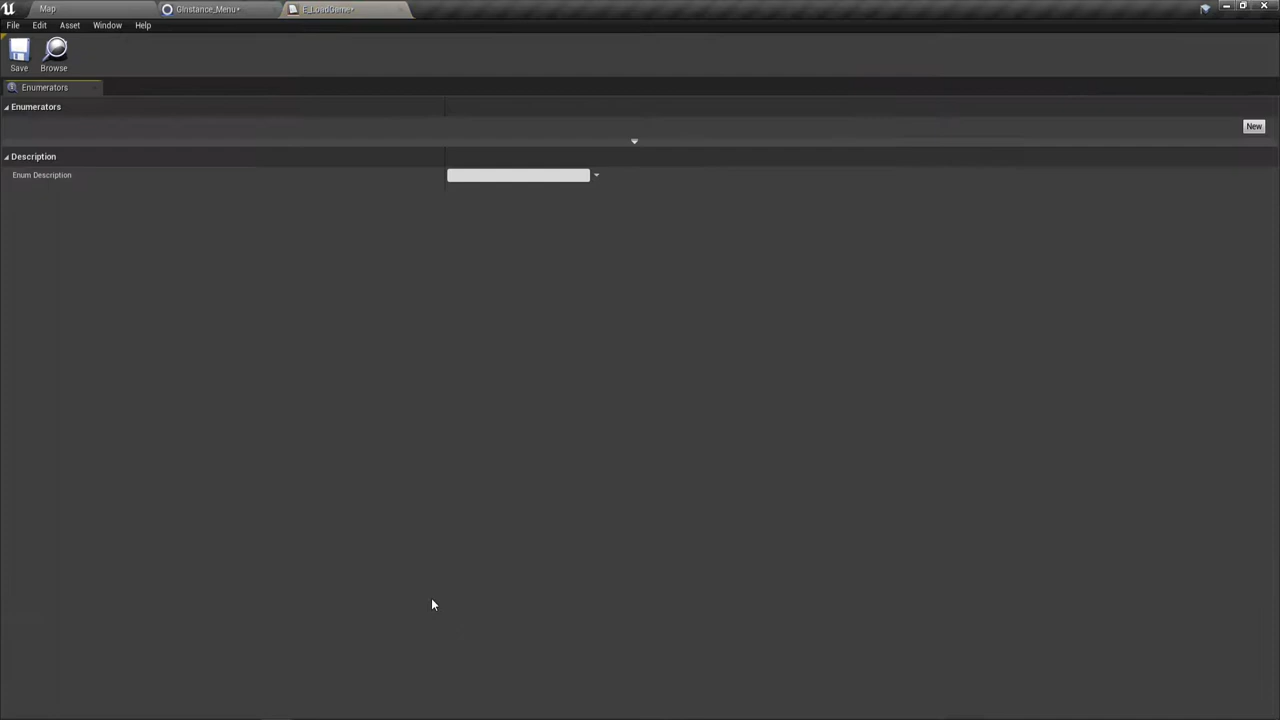 Map
GInstance_Menu*
E_LoadGame*
File Edit Asset Window Help
Save Browse
Enumerators
Enumerators
New
Description
Enum Description